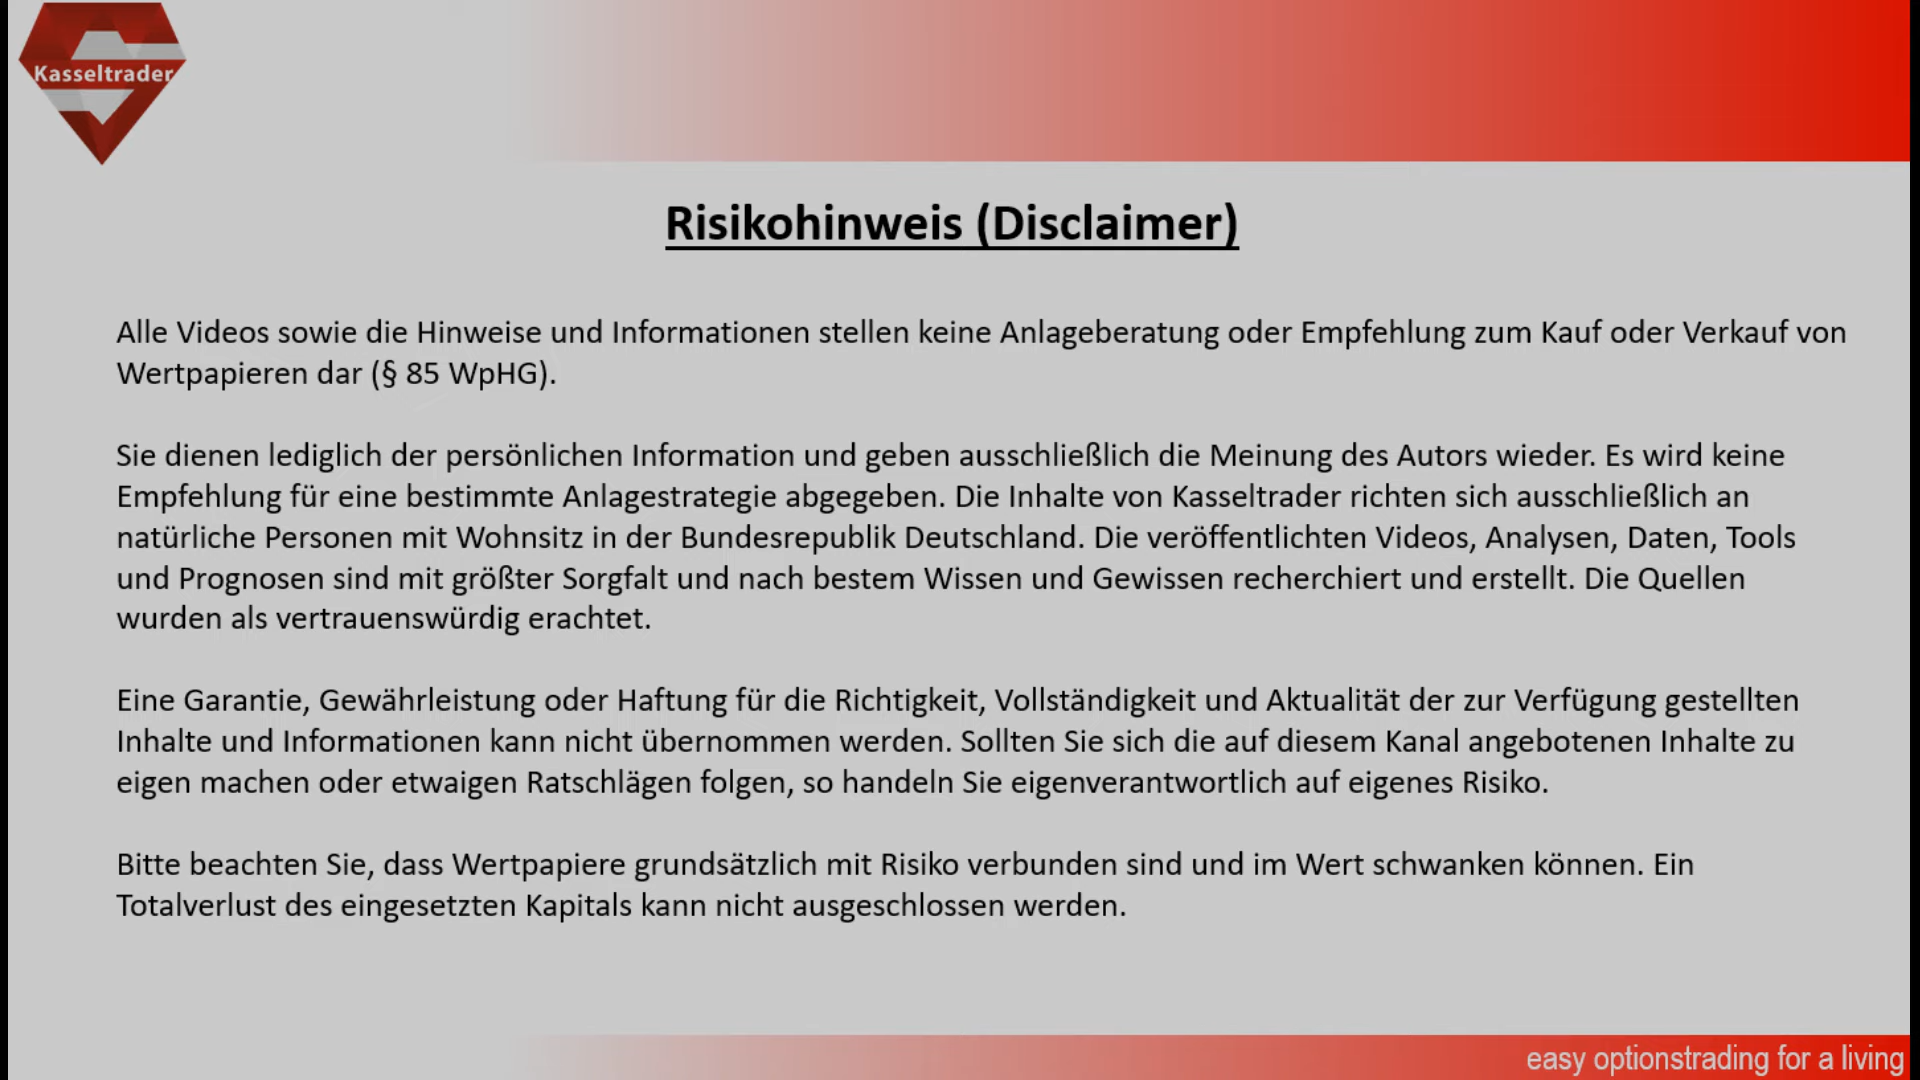 Kasseltrader
Risikohinweis (Disclaimer)
Alle Videos sowie die Hinweise und Informationen stellen keine Anlageberatung oder Empfehlung zum Kauf oder Verkauf von
Wertpapieren dar (§ 85 WpHG).
Sie dienen lediglich der persönlichen Information und geben ausschließlich die Meinung des Autors wieder. Es wird keine
Empfehlung für eine bestimmte Anlagestrategie abgegeben. Die Inhalte von Kasseltrader richten sich ausschließlich an
natürliche Personen mit Wohnsitz in der Bundesrepublik Deutschland. Die veröffentlichten Videos, Analysen, Daten, Tools
und Prognosen sind mit größter Sorgfalt und nach bestem Wissen und Gewissen recherchiert und erstellt. Die Quellen
wurden als vertrauenswürdig erachtet.
Eine Garantie, Gewährleistung oder Haftung für die Richtigkeit, Vollständigkeit und Aktualität der zur Verfügung gestellten
Inhalte und Informationen kann nicht übernommen werden. Sollten Sie sich die auf diesem Kanal angebotenen Inhalte zu
eigen machen oder etwaigen Ratschlägen folgen, so handeln Sie eigenverantwortlich auf eigenes Risiko.
Bitte beachten Sie, dass Wertpapiere grundsätzlich mit Risiko verbunden sind und im Wert schwanken können. Ein
Totalverlust des eingesetzten Kapitals kann nicht ausgeschlossen werden.
easy optionstrading for a living